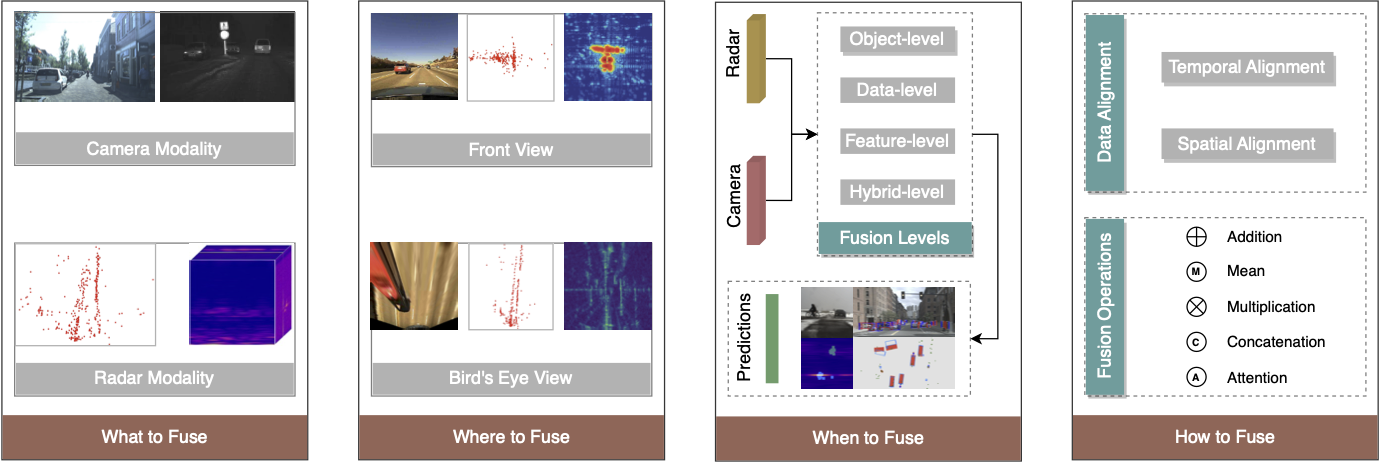 Camera Modality
Radar Modality
What to Fuse
Front View
Bird's Eye View
Where to Fuse
Radar
Camera
Object-level
Data-level
Feature-level
Hybrid-level
Fusion Levels
Predictions
When to Fuse
Data Alignment
Temporal Alignment
Spatial Alignment
Fusion Operations
Addition
M Mean
Multiplication
C Concatenation
A Attention
How to Fuse